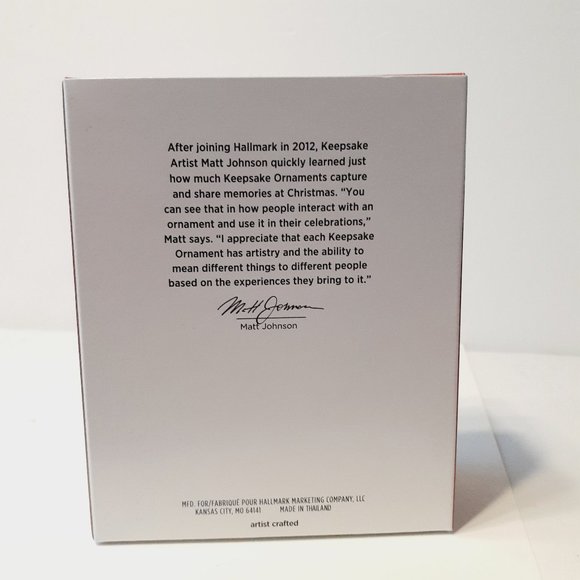 After joining Hallmark in 2012, Keepsake
Artist Matt Johnson quickly learned just
how much Keepsake Ornaments capture
and share memories at Christmas. “You
can see that in how people interact with an
ornament and use it in their celebrations,”
Matt says. “I appreciate that each Keepsake
Ornament has artistry and the ability to
mean different things to different people
based on the experiences they bring to it.”
Matt Johnson
Matt Johnson
MFD. FOR/FABRIQUÉ POUR HALLMARK MARKETING COMPANY, LLC
KANSAS CITY, MO 64141 MADE IN THAILAND
artist crafted